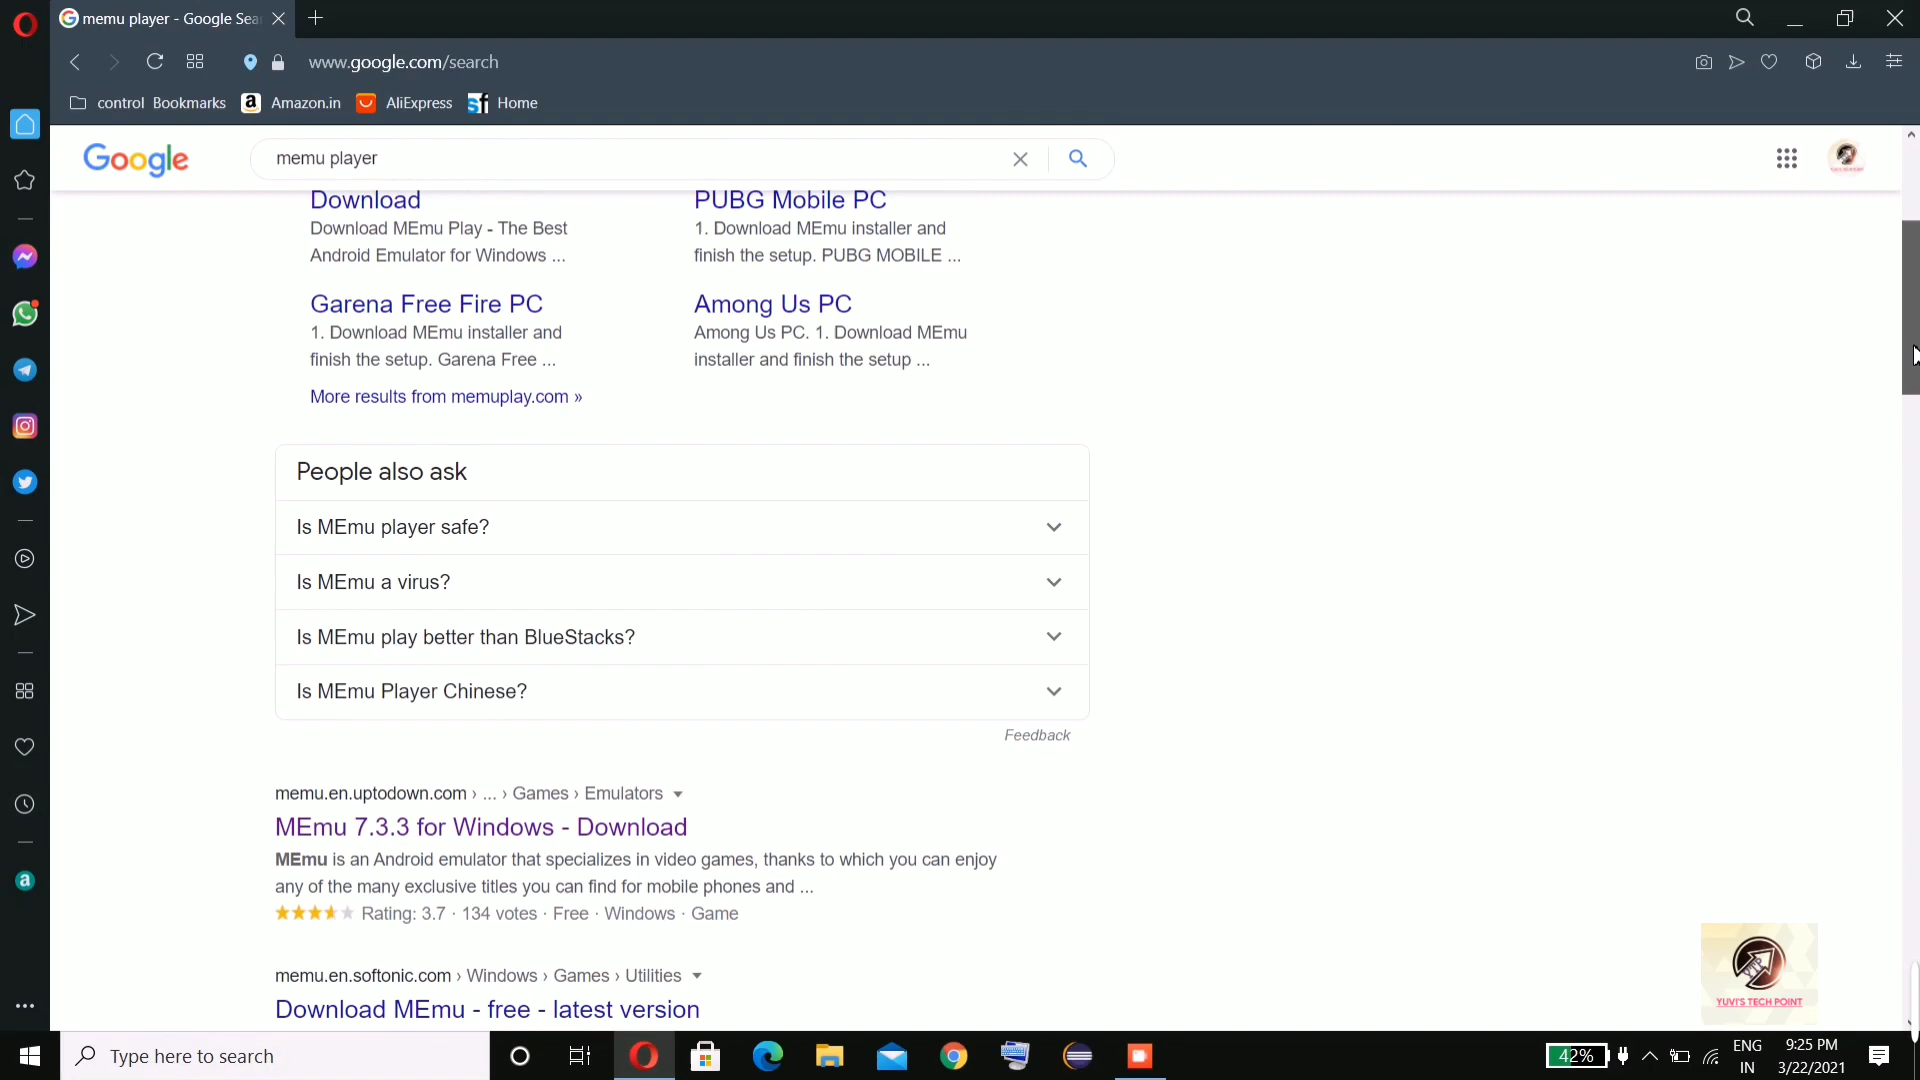 memu player - Google Sea
www.google.com/search
control Bookmarks
Amazon.in
AliExpress
Home
Google
memu player
Download
Download MEmu Play - The Best
Android Emulator for Windows ...
PUBG Mobile PC
1. Download MEmu installer and
finish the setup. PUBG MOBILE ...
Garena Free Fire PC
1. Download MEmu installer and
finish the setup. Garena Free ...
Among Us PC
Among Us PC. 1. Download MEmu
installer and finish the setup ...
More results from memuplay.com »
People also ask
Is MEmu player safe?
Is MEmu a virus?
Is MEmu play better than BlueStacks?
Is MEmu Player Chinese?
Feedback
memu.en.uptodown.com › ... › Games › Emulators
MEmu 7.3.3 for Windows - Download
MEmu is an Android emulator that specializes in video games, thanks to which you can enjoy
any of the many exclusive titles you can find for mobile phones and ...
Rating: 3.7 · 134 votes · Free · Windows · Game
memu.en.softonic.com › Windows › Games › Utilities
Download MEmu - free - latest version
YUVI'S TECH POINT
Type here to search
42%
ENG
IN
9:25 PM
3/22/2021